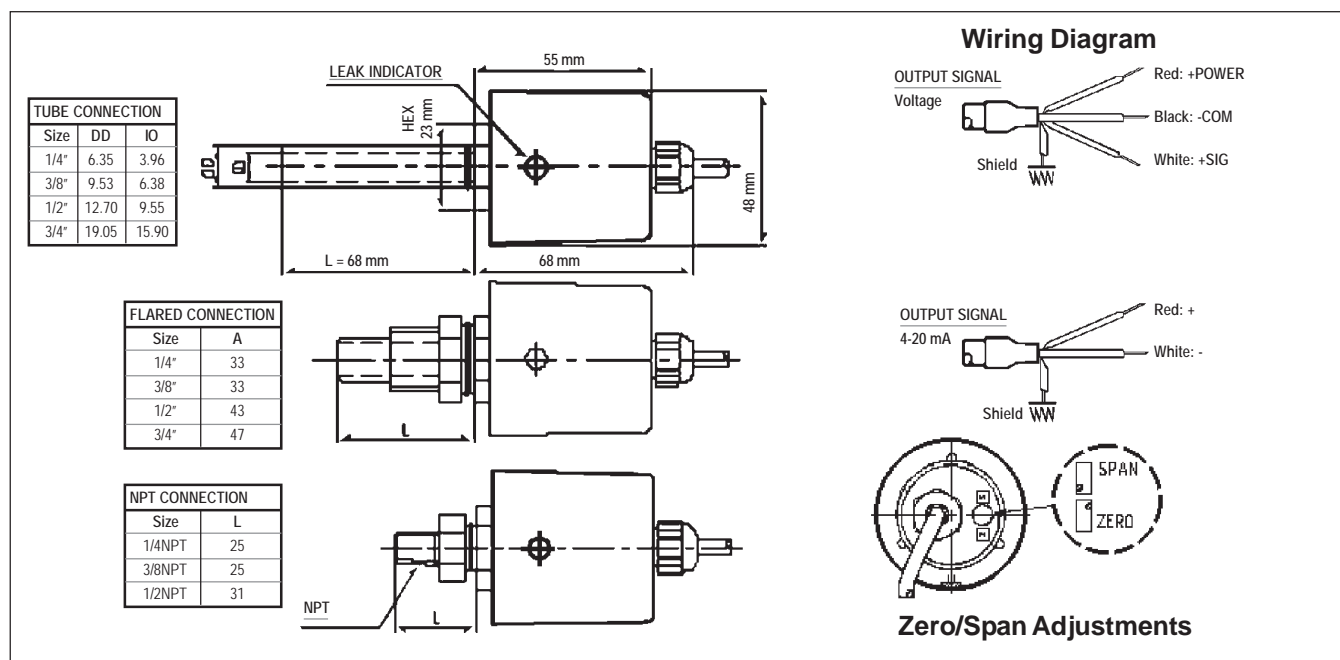 LEAK INDICATOR
55 mm
HEX
23 mm
48 mm
L = 68 mm
68 mm
TUBE CONNECTION
Size DD IO
1/4" 6.35 3.96
3/8" 9.53 6.38
1/2" 12.70 9.55
3/4" 19.05 15.90
FLARED CONNECTION
Size A
1/4" 33
3/8" 33
1/2" 43
3/4" 47
L
NPT CONNECTION
Size L
1/4NPT 25
3/8NPT 25
1/2NPT 31
NPT
L
Wiring Diagram
OUTPUT SIGNAL
Voltage
Red: +POWER
Black: -COM
White: +SIG
Shield
OUTPUT SIGNAL
4-20 mA
Red: +
White: -
Shield
SPAN
ZERO
Zero/Span Adjustments